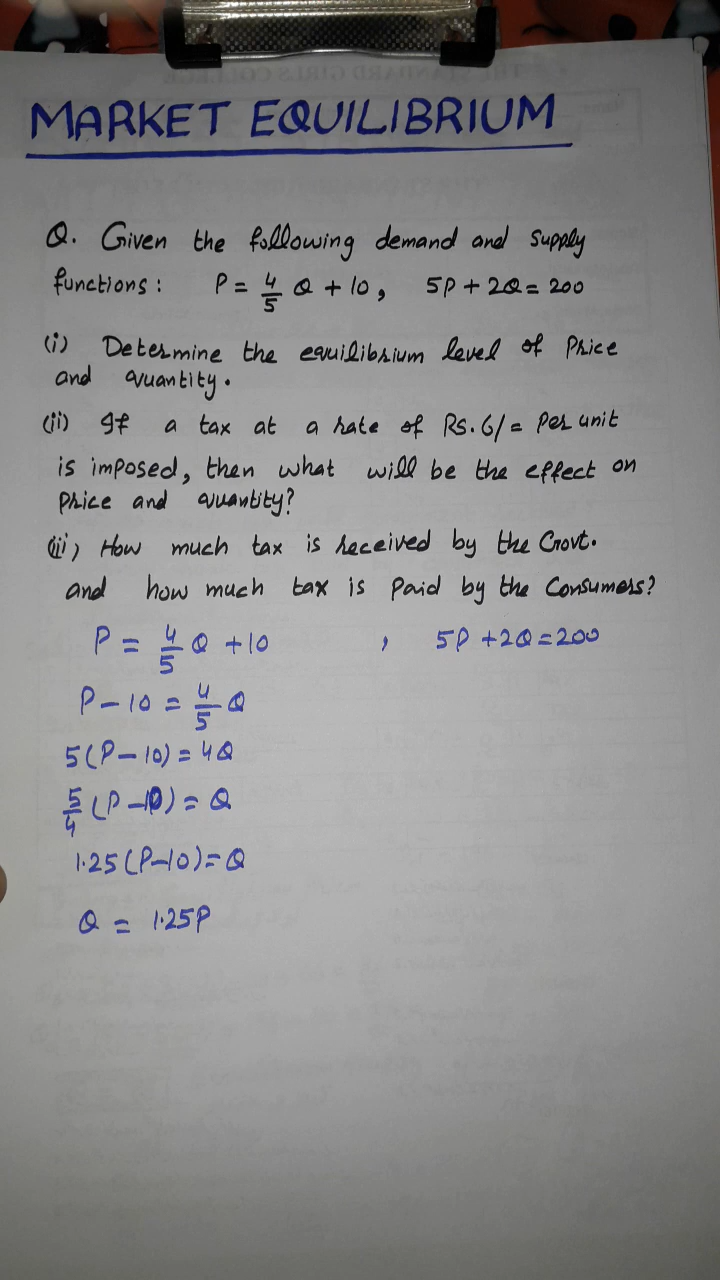 MARKET EQUILIBRIUM
Q. Given the following demand and supply
functions: P = 4/5 Q + 10, 5P + 2Q = 200
(i) Determine the equilibrium level of Price
and quantity.
(ii) If a tax at a rate of RS. 6/= Per unit
is imposed, then what will be the effect on
Price and quantity?
(iii) How much tax is received by the Govt.
and how much tax is Paid by the Consumers?
P = 4/5 Q + 10 , 5P + 2Q = 200
P - 10 = 4/5 Q
5(P - 10) = 4Q
5/4 (P - 10) = Q
1.25(P-10) = Q
Q = 1.25P